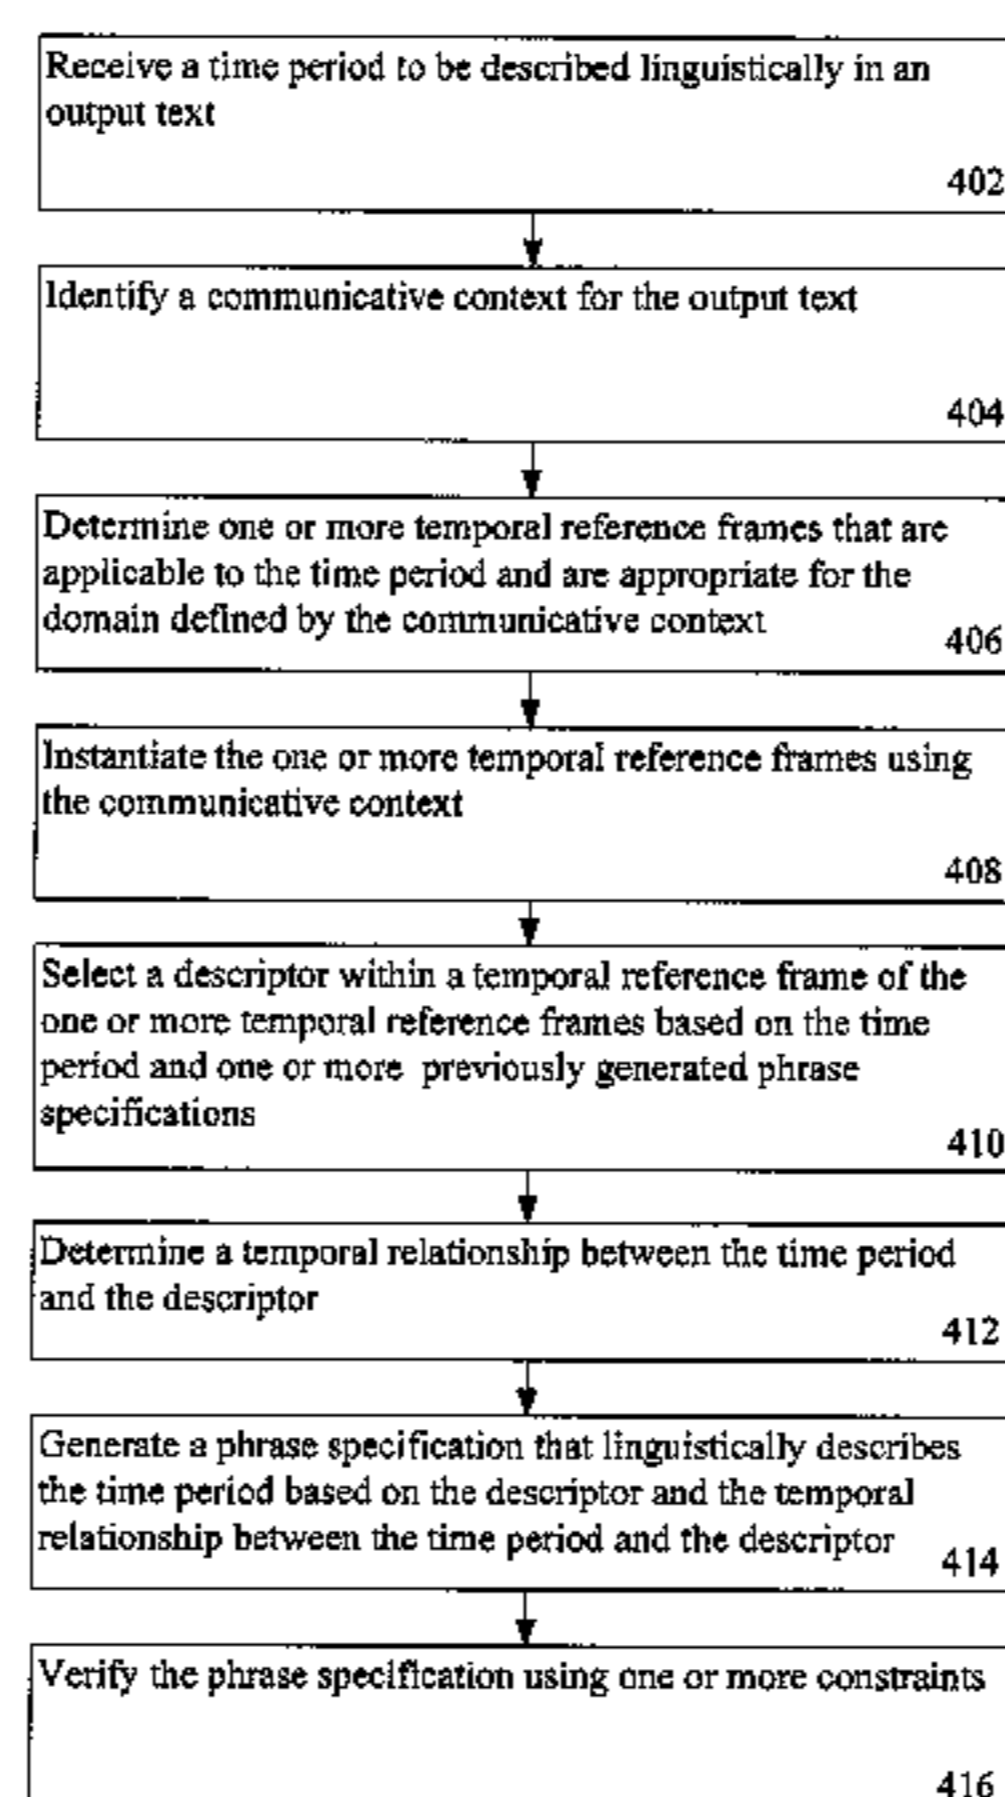 Receive a time period to be described linguistically in an
output text
402
Identify a communicative context for the output text
404
Determine one or more temporal reference frames that are
applicable to the time period and are appropriate for the
domain defined by the communicative context
406
Instantiate the one or more temporal reference frames using
the communicative context
408
Select a descriptor within a temporal reference frame of the
one or more temporal reference frames based on the time
period and one or more previously generated phrase
specifications
410
Determine a temporal relationship between the time period
and the descriptor
412
Generate a phrase specification that linguistically describes
the time period based on the descriptor and the temporal
relationship between the time period and the descriptor
414
Verify the phrase specification using one or more constraints
416